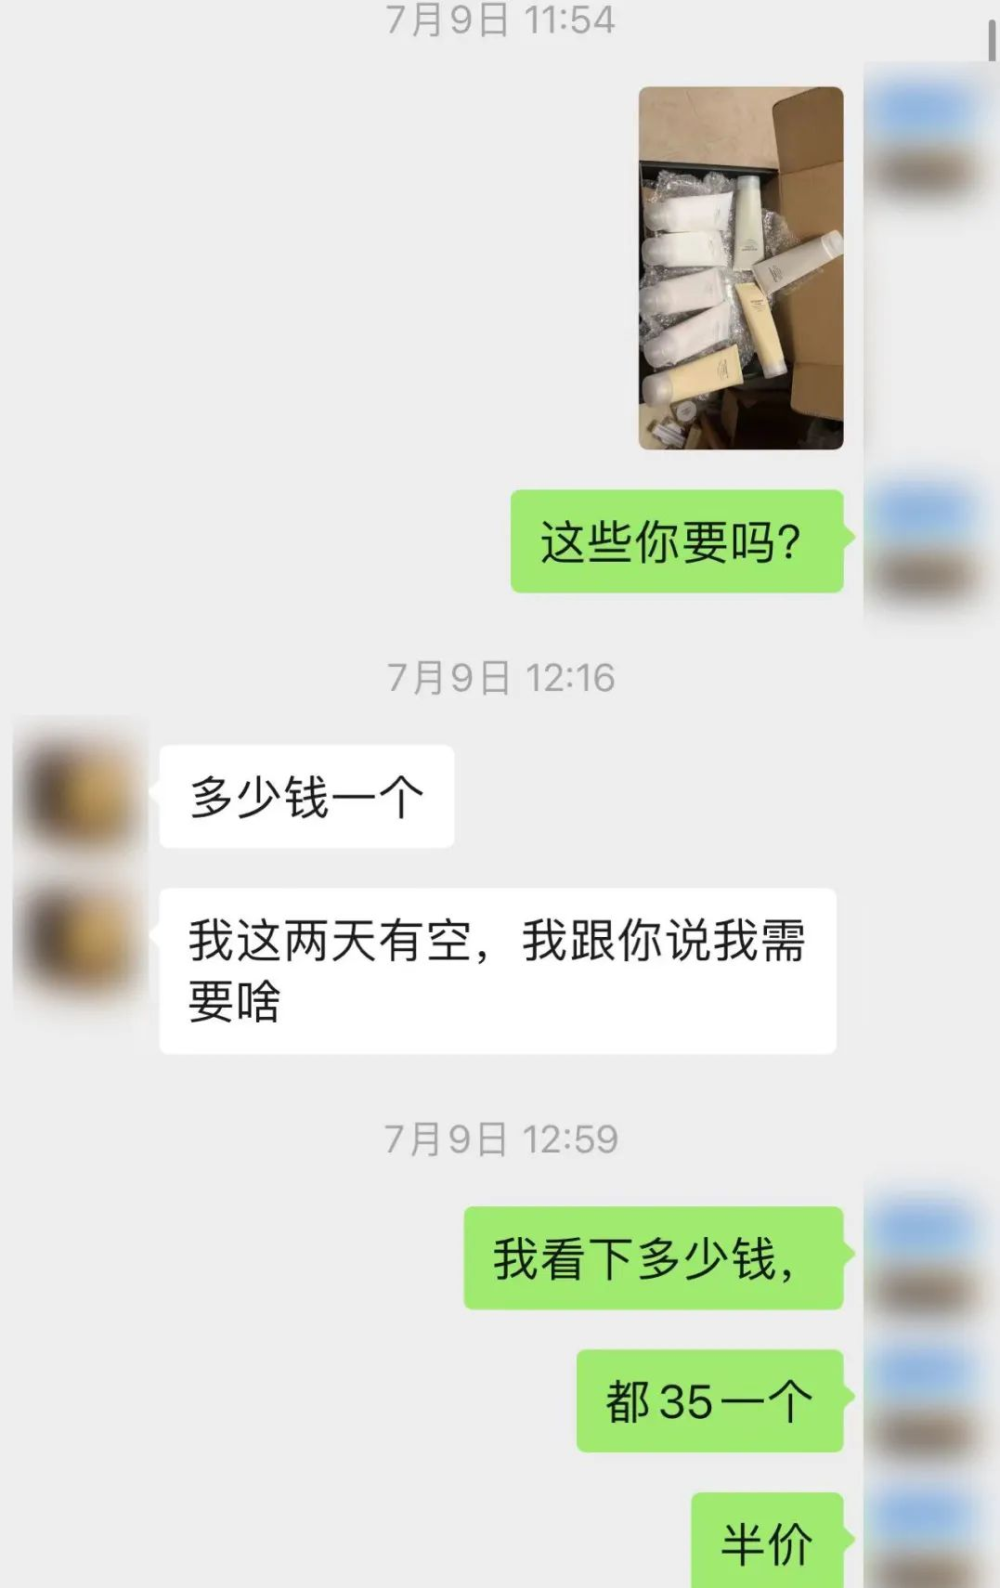 7月9日 11:54
这些你要吗?
7月9日 12:16
多少钱一个
我这两天有空，我跟你说我需
要啥
7月9日 12:59
我看下多少钱，
都35一个
半价